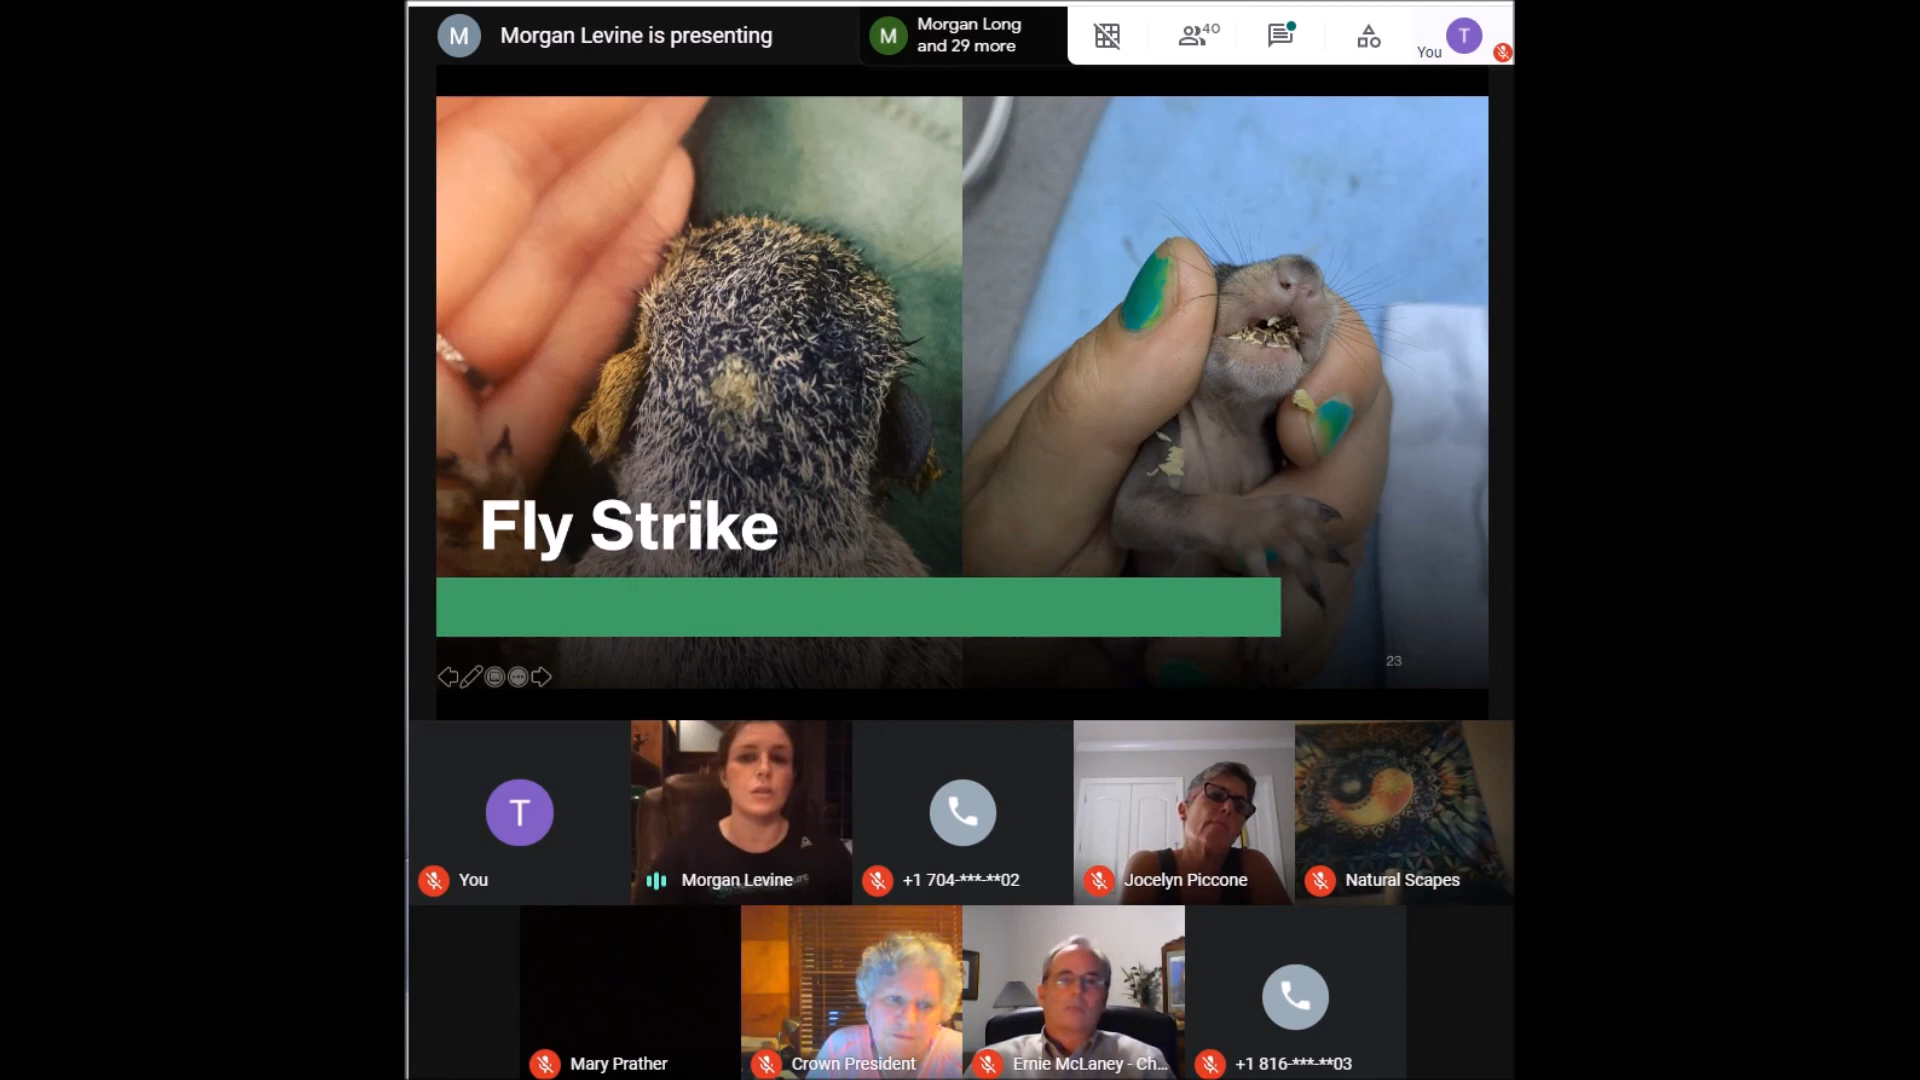 M
Morgan Levine is presenting
M
Morgan Long
and 29 more
40
You
T
Fly Strike
23
T
You
Morgan Levine
+1 704-***-**02
Jocelyn Piccone
Natural Scapes
Mary Prather
Crown President
Ernie McLaney - Ch...
+1 816-***-**03